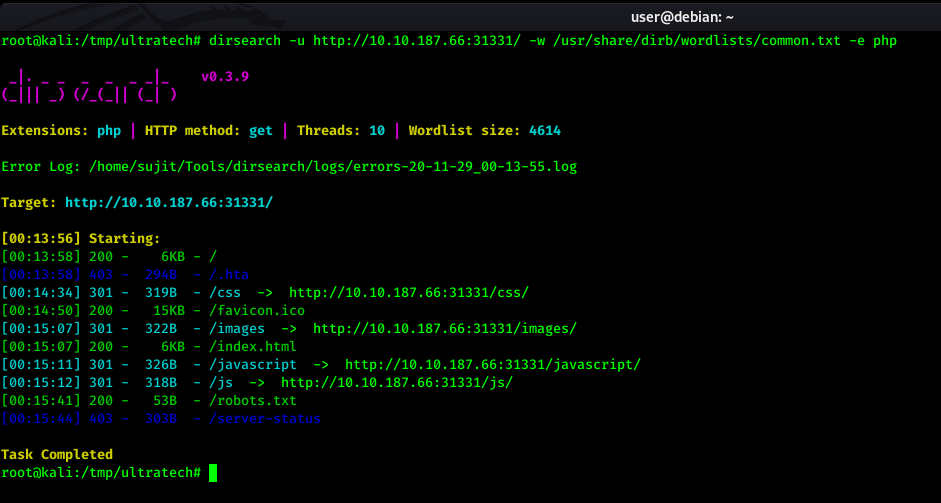 user@debian: ~
root@kali:/tmp/ultratech# dirsearch -u http://10.10.187.66:31331/ -w /usr/share/dirb/wordlists/common.txt -e php
 _|. _ _  _  _  _ _|_    v0.3.9
(_||| _) (/_(_|| (_| )
Extensions: php | HTTP method: get | Threads: 10 | Wordlist size: 4614
Error Log: /home/sujit/Tools/dirsearch/logs/errors-20-11-29_00-13-55.log
Target: http://10.10.187.66:31331/
[00:13:56] Starting:
[00:13:58] 200 -    6KB - /
[00:13:58] 403 -  294B  - /.hta
[00:14:34] 301 -  319B  - /css  ->  http://10.10.187.66:31331/css/
[00:14:50] 200 -   15KB - /favicon.ico
[00:15:07] 301 -  322B  - /images  ->  http://10.10.187.66:31331/images/
[00:15:07] 200 -    6KB - /index.html
[00:15:11] 301 -  326B  - /javascript  ->  http://10.10.187.66:31331/javascript/
[00:15:12] 301 -  318B  - /js  ->  http://10.10.187.66:31331/js/
[00:15:41] 200 -   53B  - /robots.txt
[00:15:44] 403 -  303B  - /server-status
Task Completed
root@kali:/tmp/ultratech#